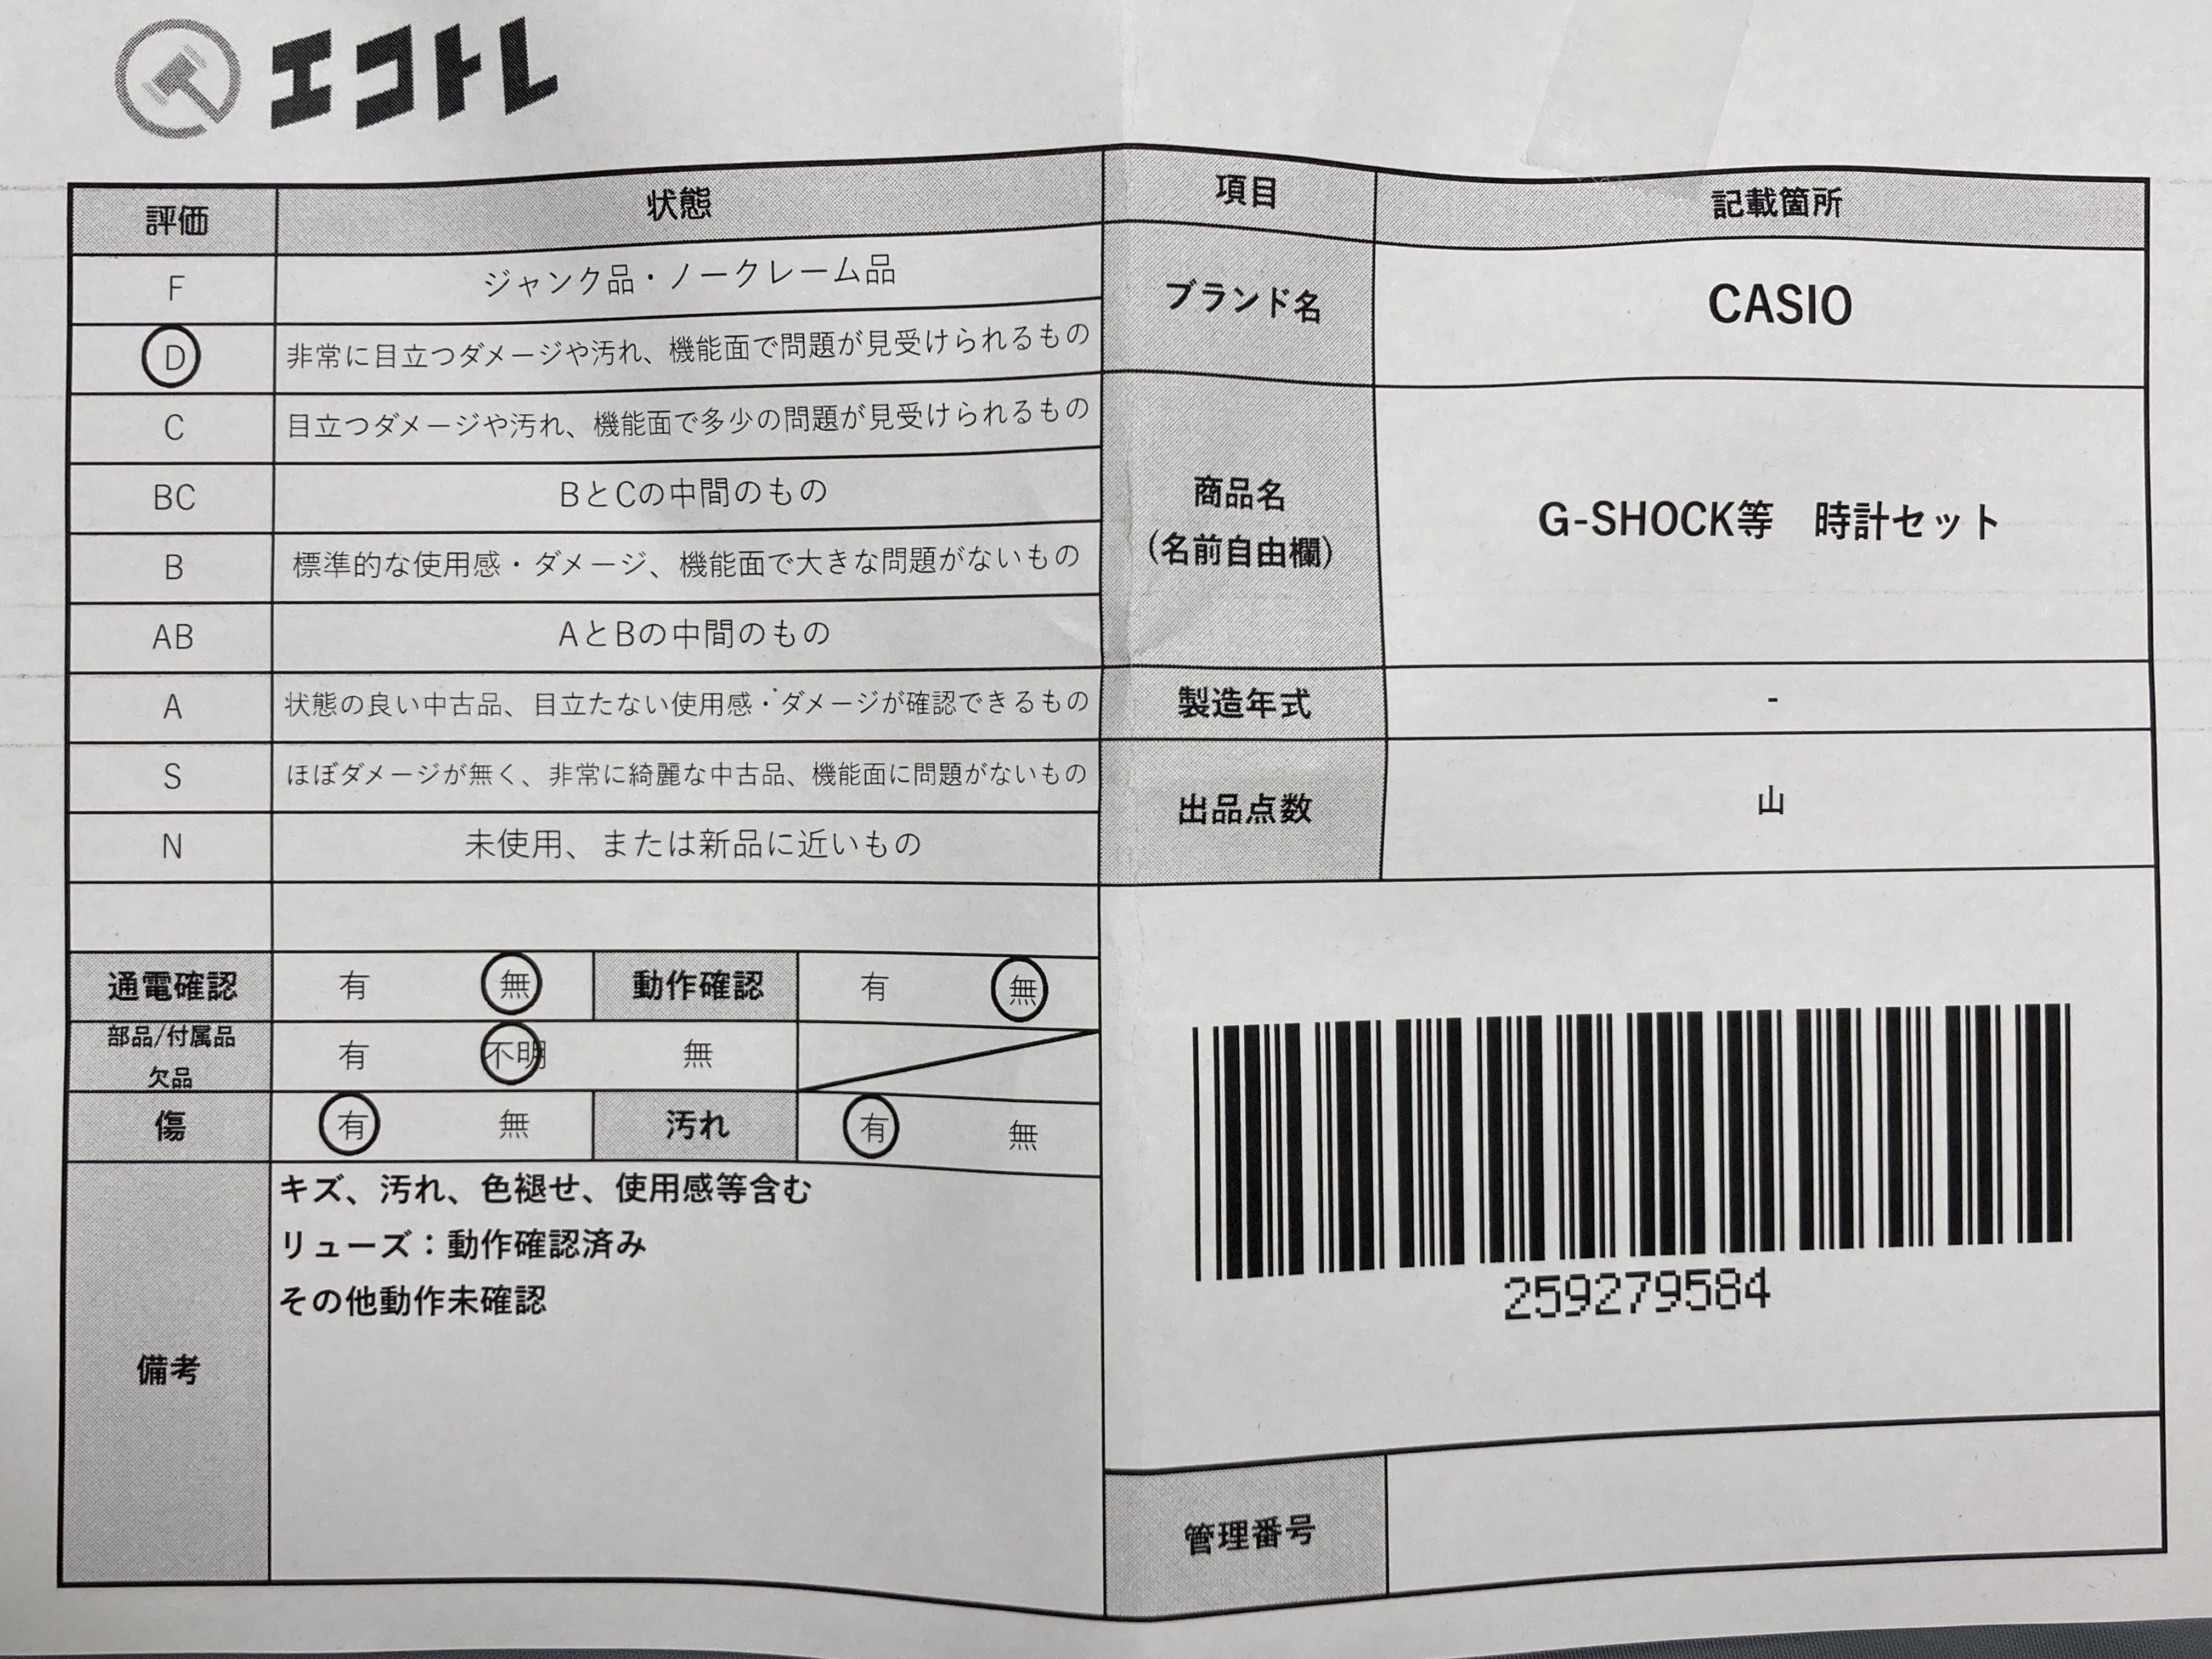 エコトレ
評価 状態
F ジャンク品・ノークレーム品
D 非常に目立つダメージや汚れ、機能面で問題が見受けられるもの
C 目立つダメージや汚れ、機能面で多少の問題が見受けられるもの
BC BとCの中間のもの
B 標準的な使用感・ダメージ、機能面で大きな問題がないもの
AB AとBの中間のもの
A 状態の良い中古品、目立たない使用感・ダメージが確認できるもの
S ほぼダメージが無く、非常に綺麗な中古品、機能面に問題がないもの
N 未使用、または新品に近いもの
通電確認 有 無 動作確認 有 無
部品/付属品
欠品 有 不明 無
傷 有 無 汚れ 有 無
備考
キズ、汚れ、色褪せ、使用感等含む
リューズ：動作確認済み
その他動作未確認
項目 記載箇所
ブランド名 CASIO
商品名
(名前自由欄)
G-SHOCK等 時計セット
製造年式 -
出品点数 山
259279584
管理番号